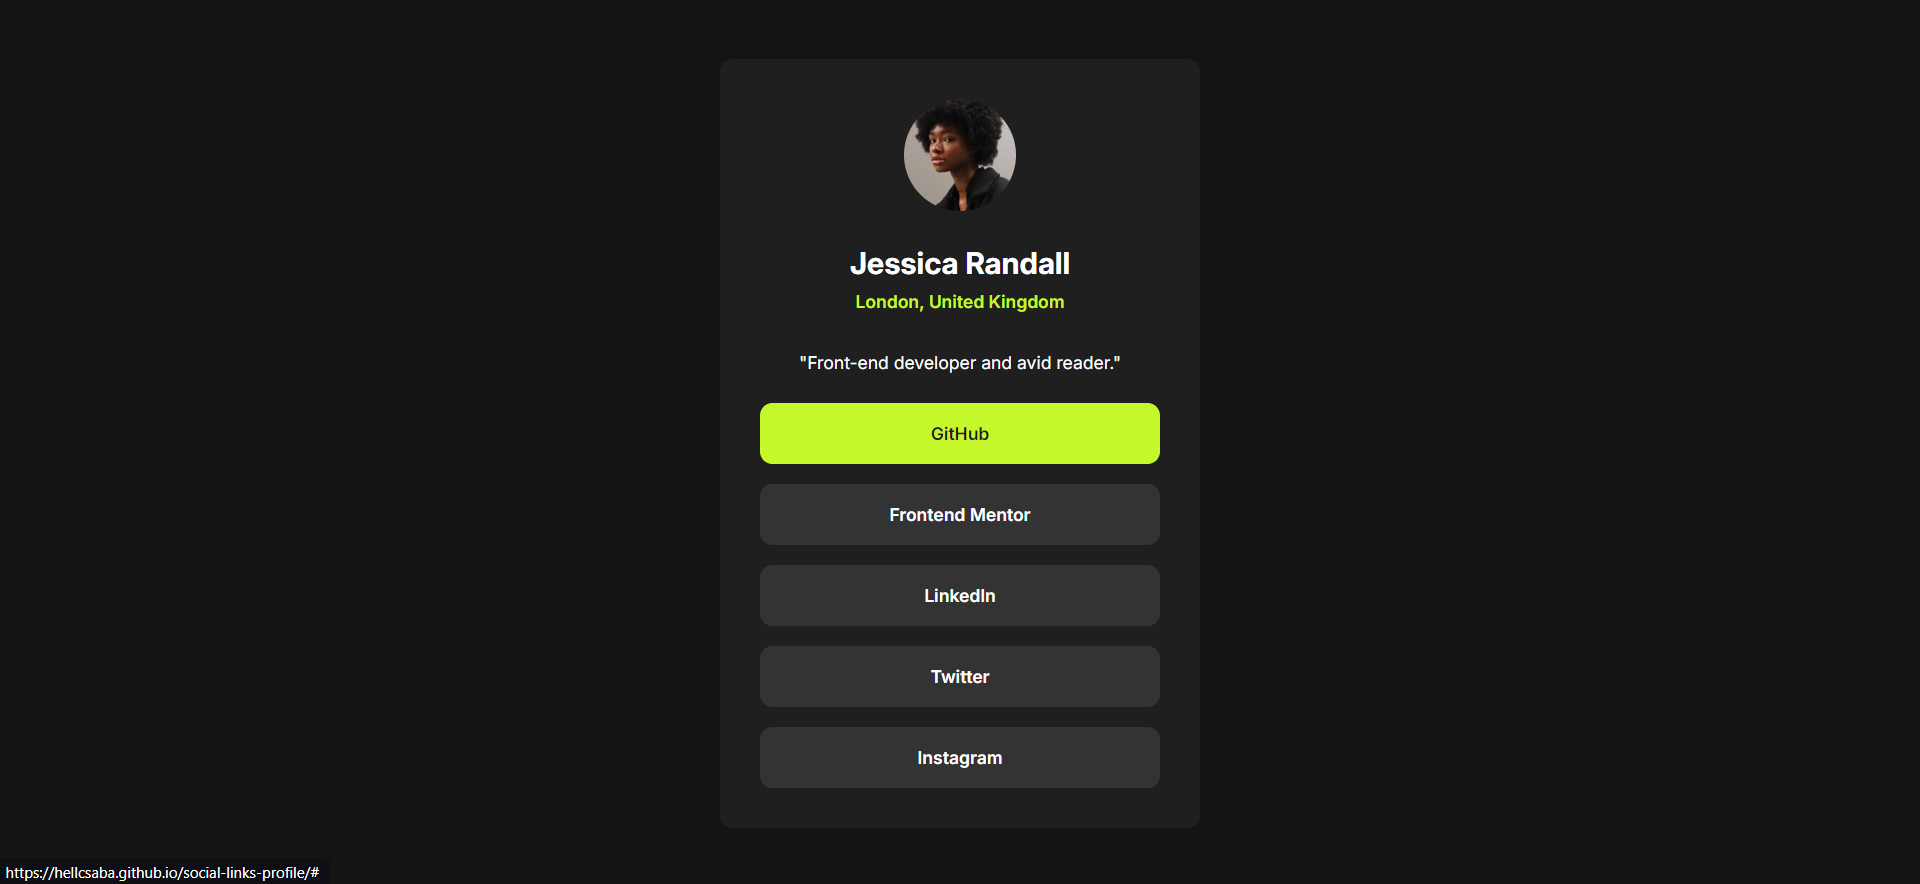 Jessica Randall
London, United Kingdom
"Front-end developer and avid reader."
GitHub
Frontend Mentor
LinkedIn
Twitter
Instagram
https://hellcsaba.github.io/social-links-profile/#